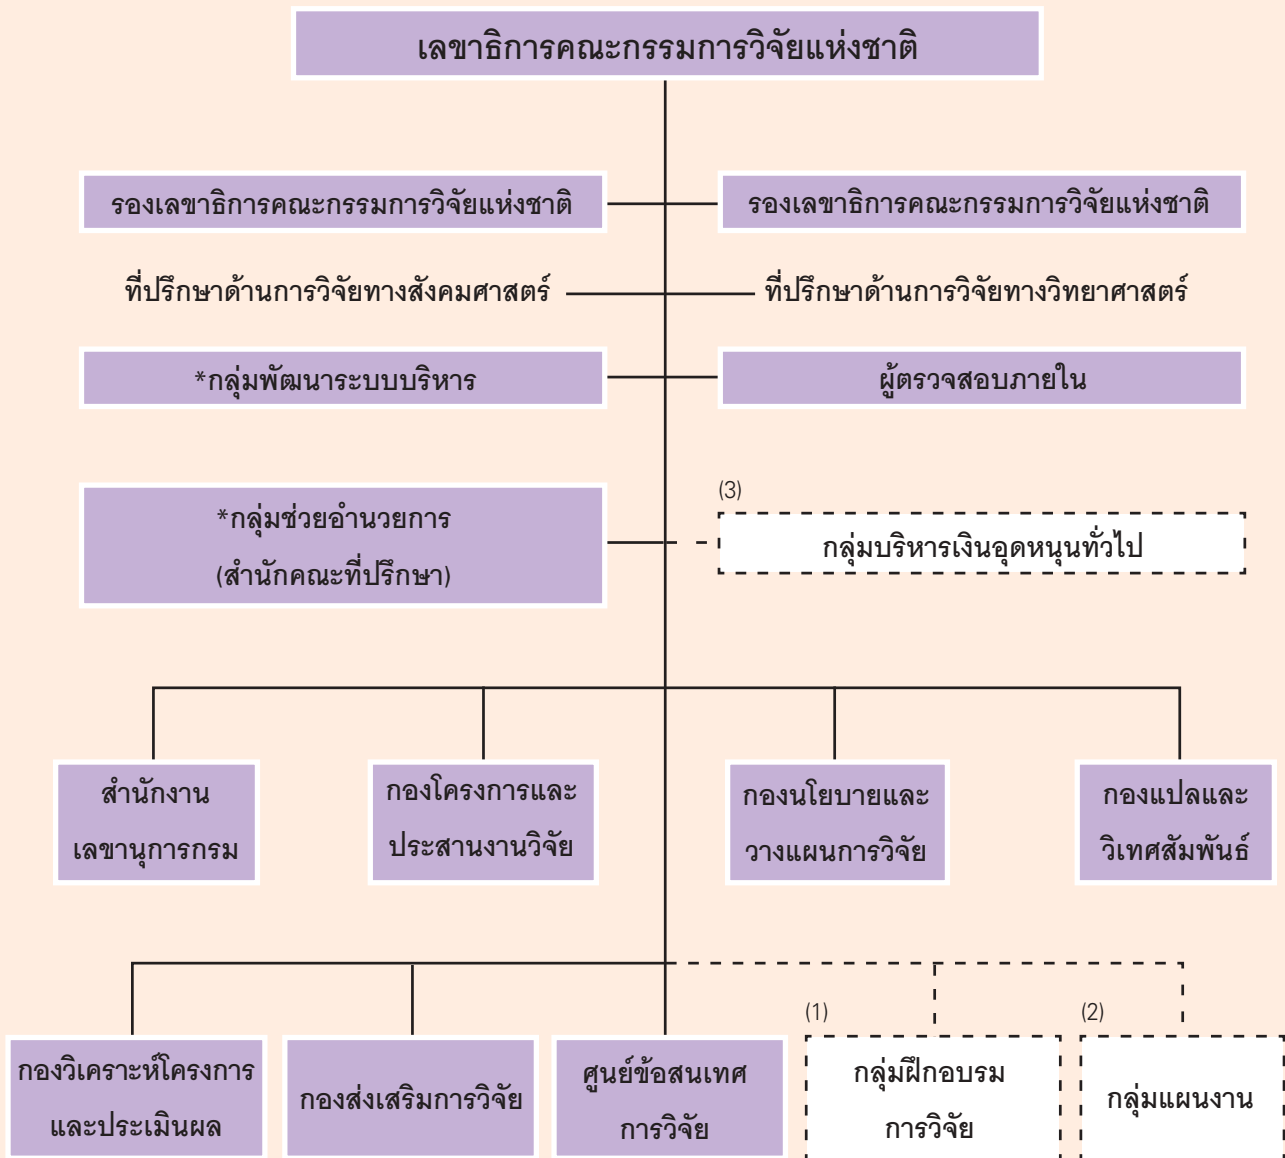 เลขาธิการคณะกรรมการวิจัยแห่งชาติ
รองเลขาธิการคณะกรรมการวิจัยแห่งชาติ
รองเลขาธิการคณะกรรมการวิจัยแห่งชาติ
ที่ปรึกษาด้านการวิจัยทางสังคมศาสตร์
ที่ปรึกษาด้านการวิจัยทางวิทยาศาสตร์
*กลุ่มพัฒนาระบบบริหาร
ผู้ตรวจสอบภายใน
*กลุ่มช่วยอำนวยการ
(สำนักคณะที่ปรึกษา)
(3)
กลุ่มบริหารเงินอุดหนุนทั่วไป
สำนักงาน
เลขานุการกรม
กองโครงการและ
ประสานงานวิจัย
กองนโยบายและ
วางแผนการวิจัย
กองแปลและ
วิเทศสัมพันธ์
กองวิเคราะห์โครงการ
และประเมินผล
กองส่งเสริมการวิจัย
ศูนย์ข้อสนเทศ
การวิจัย
(1)
กลุ่มฝึกอบรม
การวิจัย
(2)
กลุ่มแผนงาน